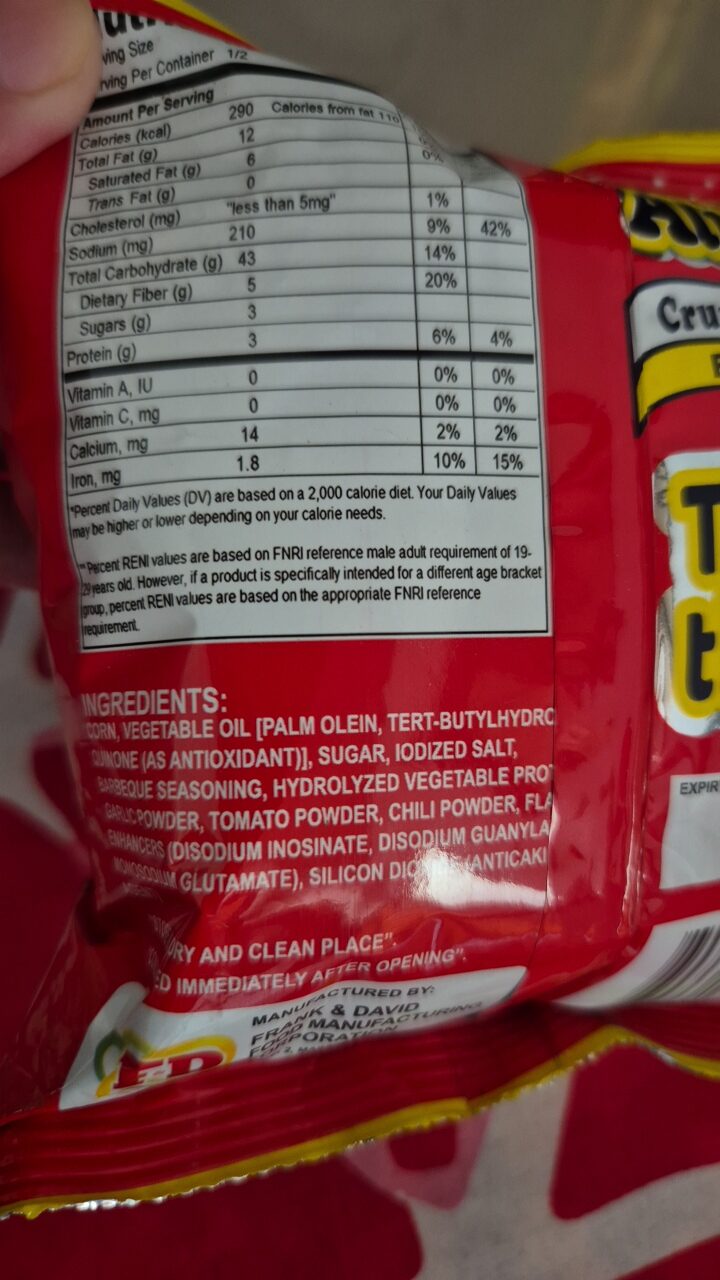 ving Size
rving Per Container 1/2
Amount Per Serving
Calories (kcal) 290 Calories from fat 110
Total Fat (g) 12
Saturated Fat (g) 6 0%
Trans Fat (g) 0
Cholesterol (mg) "less than 5mg" 1%
Sodium (mg) 210 9% 42%
Total Carbohydrate (g) 43 14%
Dietary Fiber (g) 5 20%
Sugars (g) 3
Protein (g) 3 6% 4%
Vitamin A, IU 0 0% 0%
Vitamin C, mg 0 0% 0%
Calcium, mg 14 2% 2%
Iron, mg 1.8 10% 15%
*Percent Daily Values (DV) are based on a 2,000 calorie diet. Your Daily Values
may be higher or lower depending on your calorie needs.
**Percent RENI values are based on FNRI reference male adult requirement of 19-
29 years old. However, if a product is specifically intended for a different age bracket
group, percent RENI values are based on the appropriate FNRI reference
requirement.
INGREDIENTS:
CORN, VEGETABLE OIL [PALM OLEIN, TERT-BUTYLHYDRO
QUINONE (AS ANTIOXIDANT)], SUGAR, IODIZED SALT,
BARBEQUE SEASONING, HYDROLYZED VEGETABLE PRO
GARLIC POWDER, TOMATO POWDER, CHILI POWDER, FLA
ENHANCERS (DISODIUM INOSINATE, DISODIUM GUANYLA
MONOSODIUM GLUTAMATE), SILICON (ANTICAKI
RY AND CLEAN PLACE".
D IMMEDIATELY AFTER OPENING".
MANUFACTURED BY:
FRANK & DAVID
FOOD MANUFACTURING
CORPORATION
Cru
T
t
EXPIR